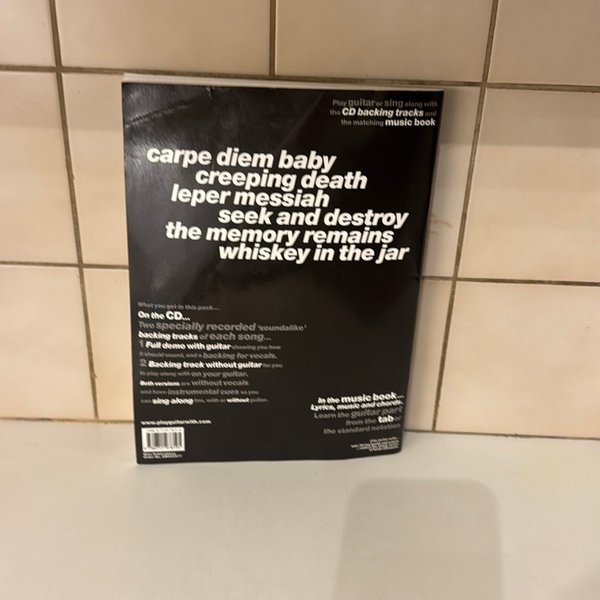 Play guitar or sing along with
the CD backing tracks and
the matching music book
carpe diem baby
creeping death
leper messiah
seek and destroy
the memory remains
whiskey in the jar
What you get in this pack...
On the CD...
Two specially recorded 'soundalike'
backing tracks of each song...
1 Full demo with guitar showing you how
it should sound, and a backing for vocals.
2 Backing track without guitar for you
to play along with on your guitar.
Both versions are without vocals
and have instrumental cues so you
can sing along too, with or without guitar.
In the music book...
Lyrics, music and chords.
Learn the guitar part
from the tab or
the standard notation
www.playguitarwith.com